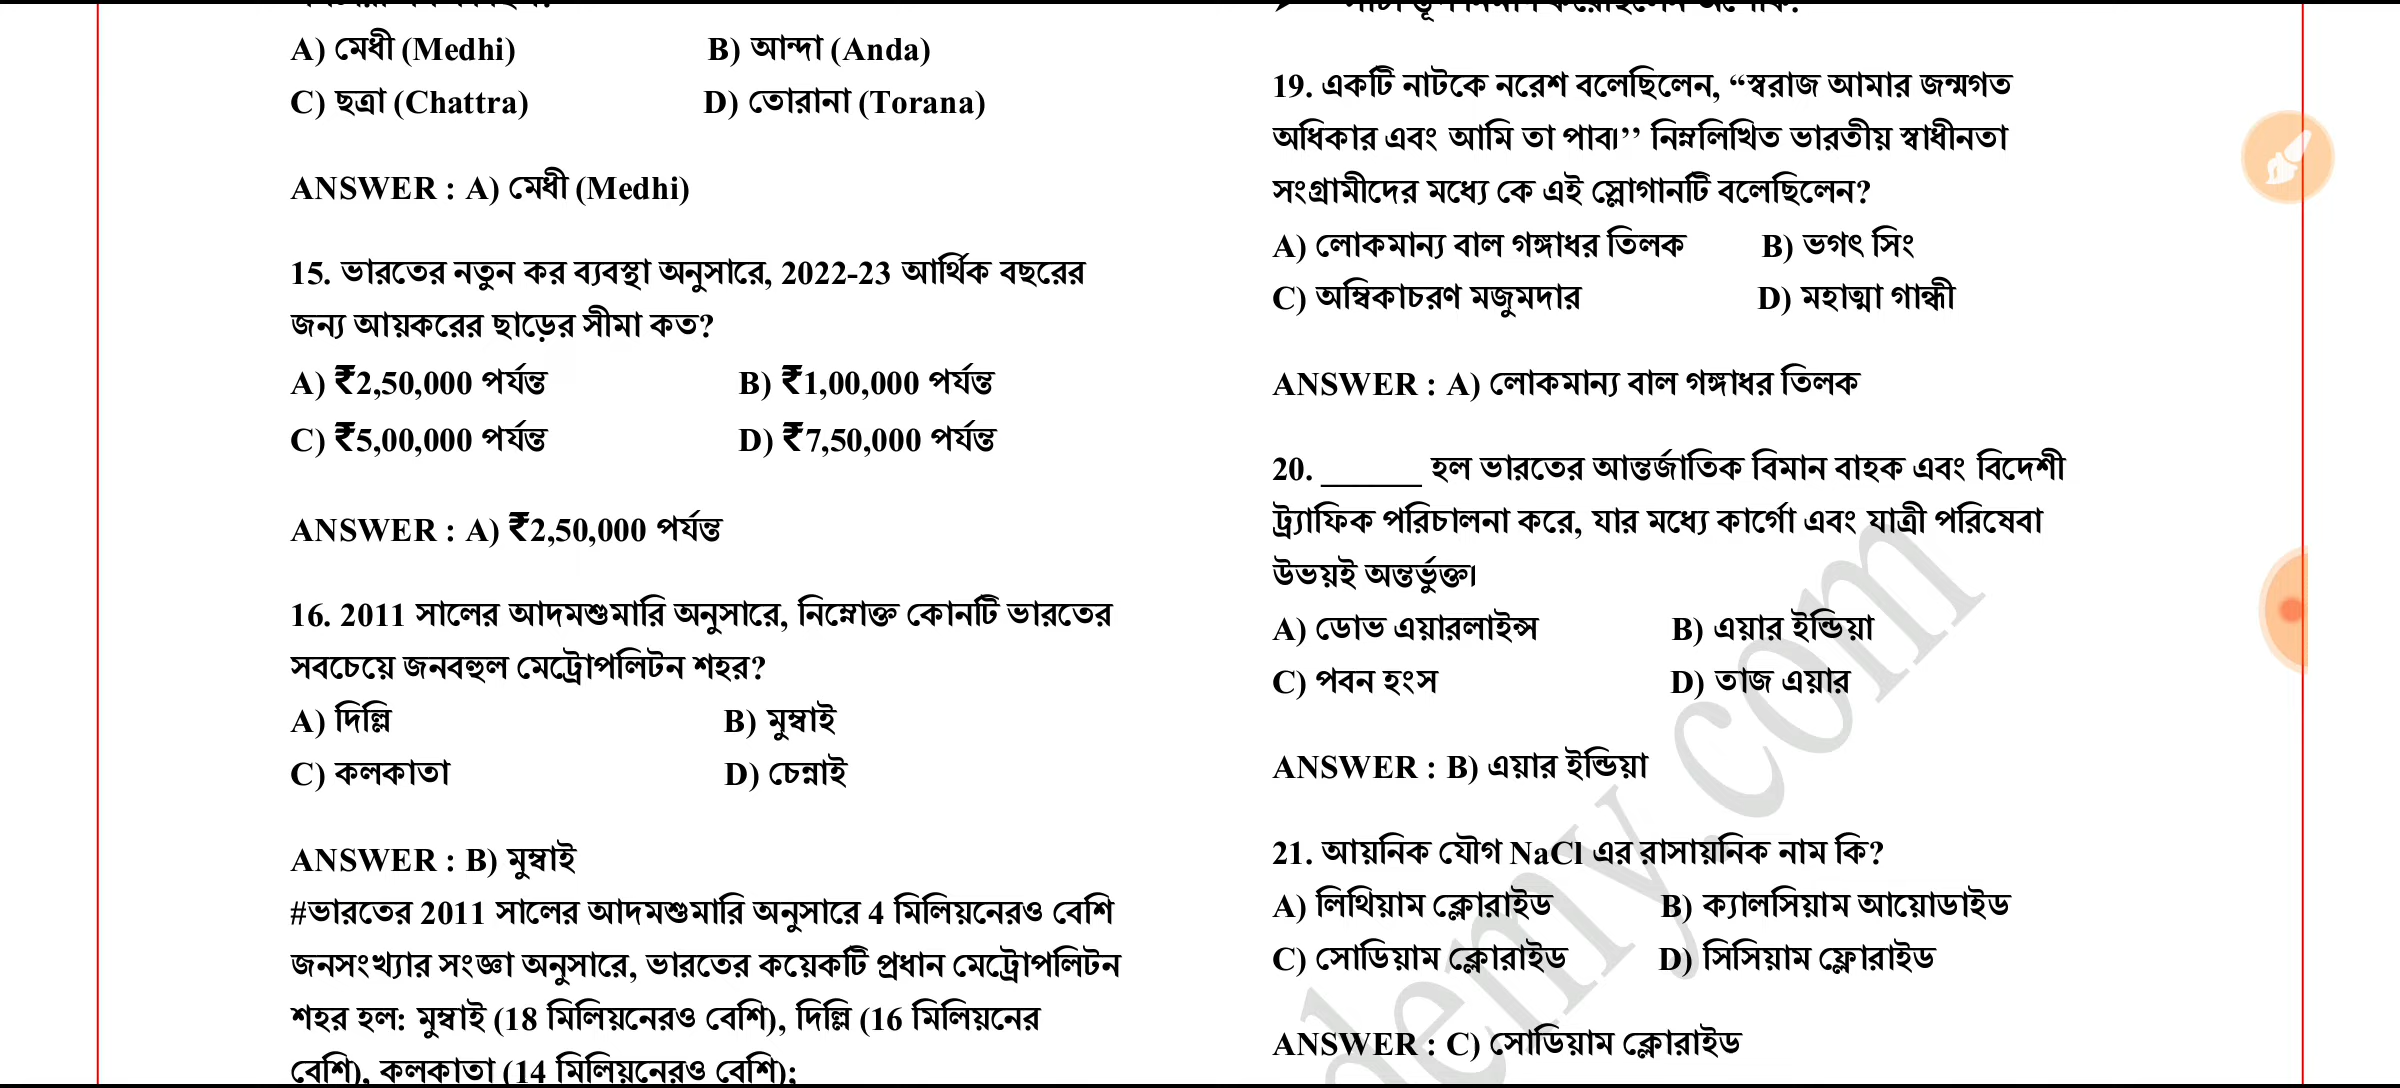 A) মেধী (Medhi) B) আন্দা (Anda)
C) ছত্রা (Chattra) D) তোরানা (Torana)
ANSWER : A) মেধী (Medhi)
15. ভারতের নতুন কর ব্যবস্থা অনুসারে, 2022-23 আর্থিক বছরের
জন্য আয়করের ছাড়ের সীমা কত?
A) ₹2,50,000 পর্যন্ত B) ₹1,00,000 পর্যন্ত
C) ₹5,00,000 পর্যন্ত D) ₹7,50,000 পর্যন্ত
ANSWER : A) ₹2,50,000 পর্যন্ত
16. 2011 সালের আদমশুমারি অনুসারে, নিম্নোক্ত কোনটি ভারতের
সবচেয়ে জনবহুল মেট্রোপলিটন শহর?
A) দিল্লি B) মুম্বাই
C) কলকাতা D) চেন্নাই
ANSWER : B) মুম্বাই
#ভারতের 2011 সালের আদমশুমারি অনুসারে 4 মিলিয়নেরও বেশি
জনসংখ্যার সংজ্ঞা অনুসারে, ভারতের কয়েকটি প্রধান মেট্রোপলিটন
শহর হল: মুম্বাই (18 মিলিয়নেরও বেশি), দিল্লি (16 মিলিয়নের
বেশি), কলকাতা (14 মিলিয়নেরও বেশি);
19. একটি নাটকে নরেশ বলেছিলেন, “স্বরাজ আমার জন্মগত
অধিকার এবং আমি তা পাব।’’ নিম্নলিখিত ভারতীয় স্বাধীনতা
সংগ্রামীদের মধ্যে কে এই স্লোগানটি বলেছিলেন?
A) লোকমান্য বাল গঙ্গাধর তিলক B) ভগৎ সিং
C) অম্বিকাচরণ মজুমদার D) মহাত্মা গান্ধী
ANSWER : A) লোকমান্য বাল গঙ্গাধর তিলক
20. ______ হল ভারতের আন্তর্জাতিক বিমান বাহক এবং বিদেশী
ট্র্যাফিক পরিচালনা করে, যার মধ্যে কার্গো এবং যাত্রী পরিষেবা
উভয়ই অন্তর্ভুক্ত।
A) ডোভ এয়ারলাইন্স B) এয়ার ইন্ডিয়া
C) পবন হংস D) তাজ এয়ার
ANSWER : B) এয়ার ইন্ডিয়া
21. আয়নিক যৌগ NaCl এর রাসায়নিক নাম কি?
A) লিথিয়াম ক্লোরাইড B) ক্যালসিয়াম আয়োডাইড
C) সোডিয়াম ক্লোরাইড D) সিসিয়াম ফ্লোরাইড
ANSWER : C) সোডিয়াম ক্লোরাইড
demy.com